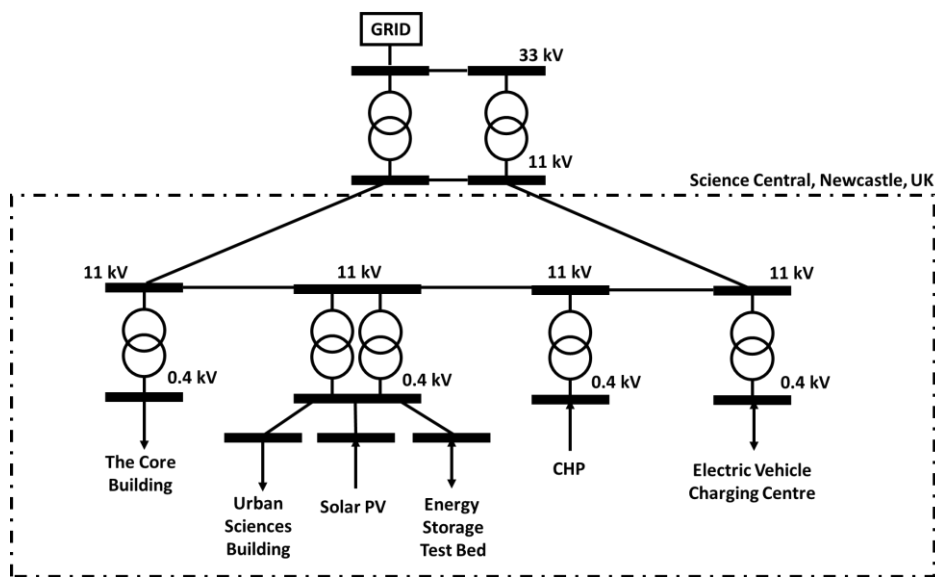 GRID
33 kV
11 kV
Science Central, Newcastle, UK
11 kV
11 kV
11 kV
11 kV
0.4 kV
0.4 kV
0.4 kV
0.4 kV
The Core
Building
Urban
Sciences
Building
Solar PV
Energy
Storage
Test Bed
CHP
Electric Vehicle
Charging Centre